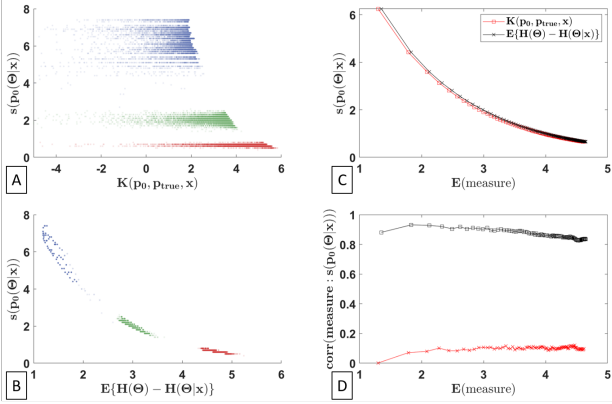 8
6
4
2
0
s(p₀(Θ|x)
-4
-2
0
2
4
6
K(p₀, p_true, x)
A
8
6
4
2
0
s(p₀(Θ|x)
1
2
3
4
5
6
E{H(Θ) − H(Θ|x)}
B
6
4
2
s(p₀(Θ|x)
1
2
3
4
5
E(measure)
K(p₀, p_true, x)
E{H(Θ) − H(Θ|x)}
C
1
0.8
0.6
0.4
0.2
0
corr(measure : s(p₀(Θ|x)))
1
2
3
4
5
E(measure)
D